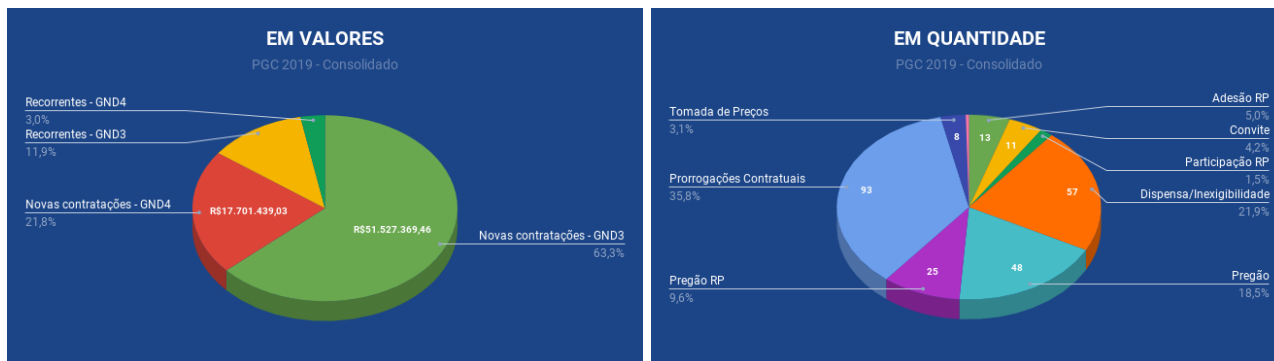 EM VALORES
PGC 2019 - Consolidado
Recorrentes - GND4
3,0%
Recorrentes - GND3
11,9%
Novas contratações - GND4
21,8%
R$17.701.439,03
R$51.527.369,46
Novas contratações - GND3
63,3%
EM QUANTIDADE
PGC 2019 - Consolidado
Tomada de Preços
3,1%
Prorrogações Contratuais
35,8%
Pregão RP
9,6%
8
13
11
93
57
25
48
Adesão RP
5,0%
Convite
4,2%
Participação RP
1,5%
Dispensa/Inexigibilidade
21,9%
Pregão
18,5%